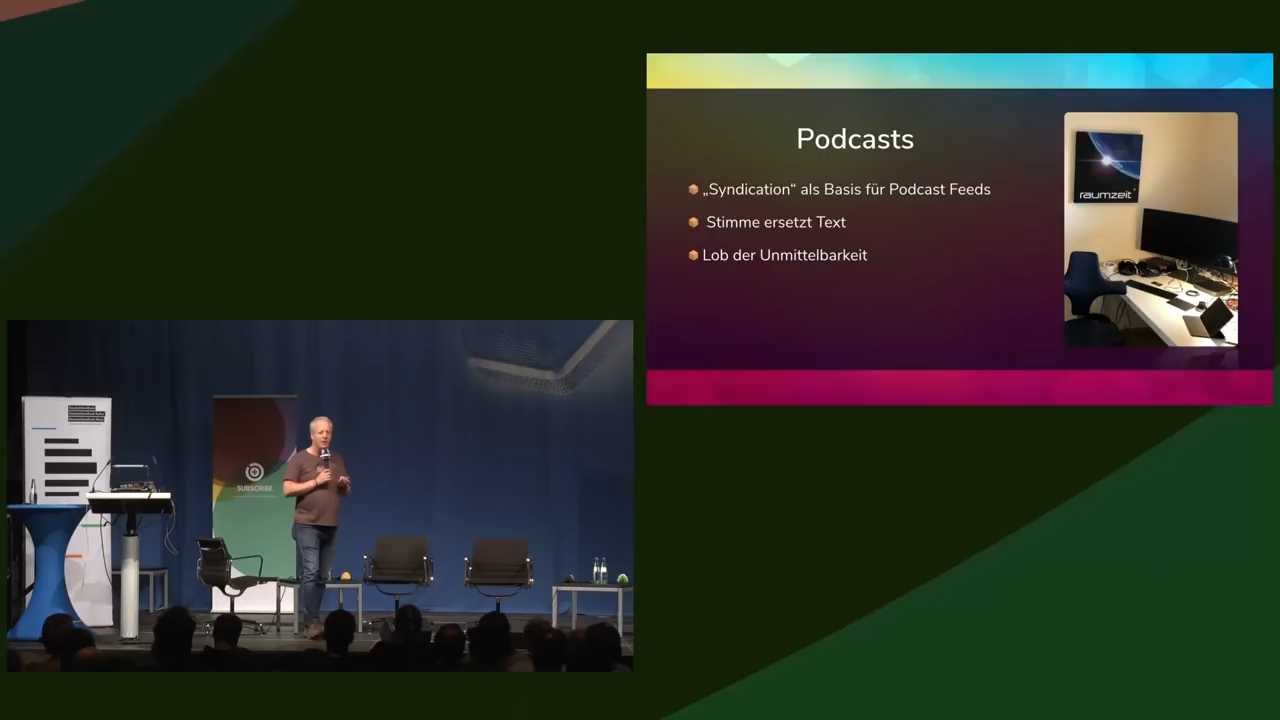 Podcasts
„Syndication“ als Basis für Podcast Feeds
Stimme ersetzt Text
Lob der Unmittelbarkeit
raumzeit
SUBSCRIBE